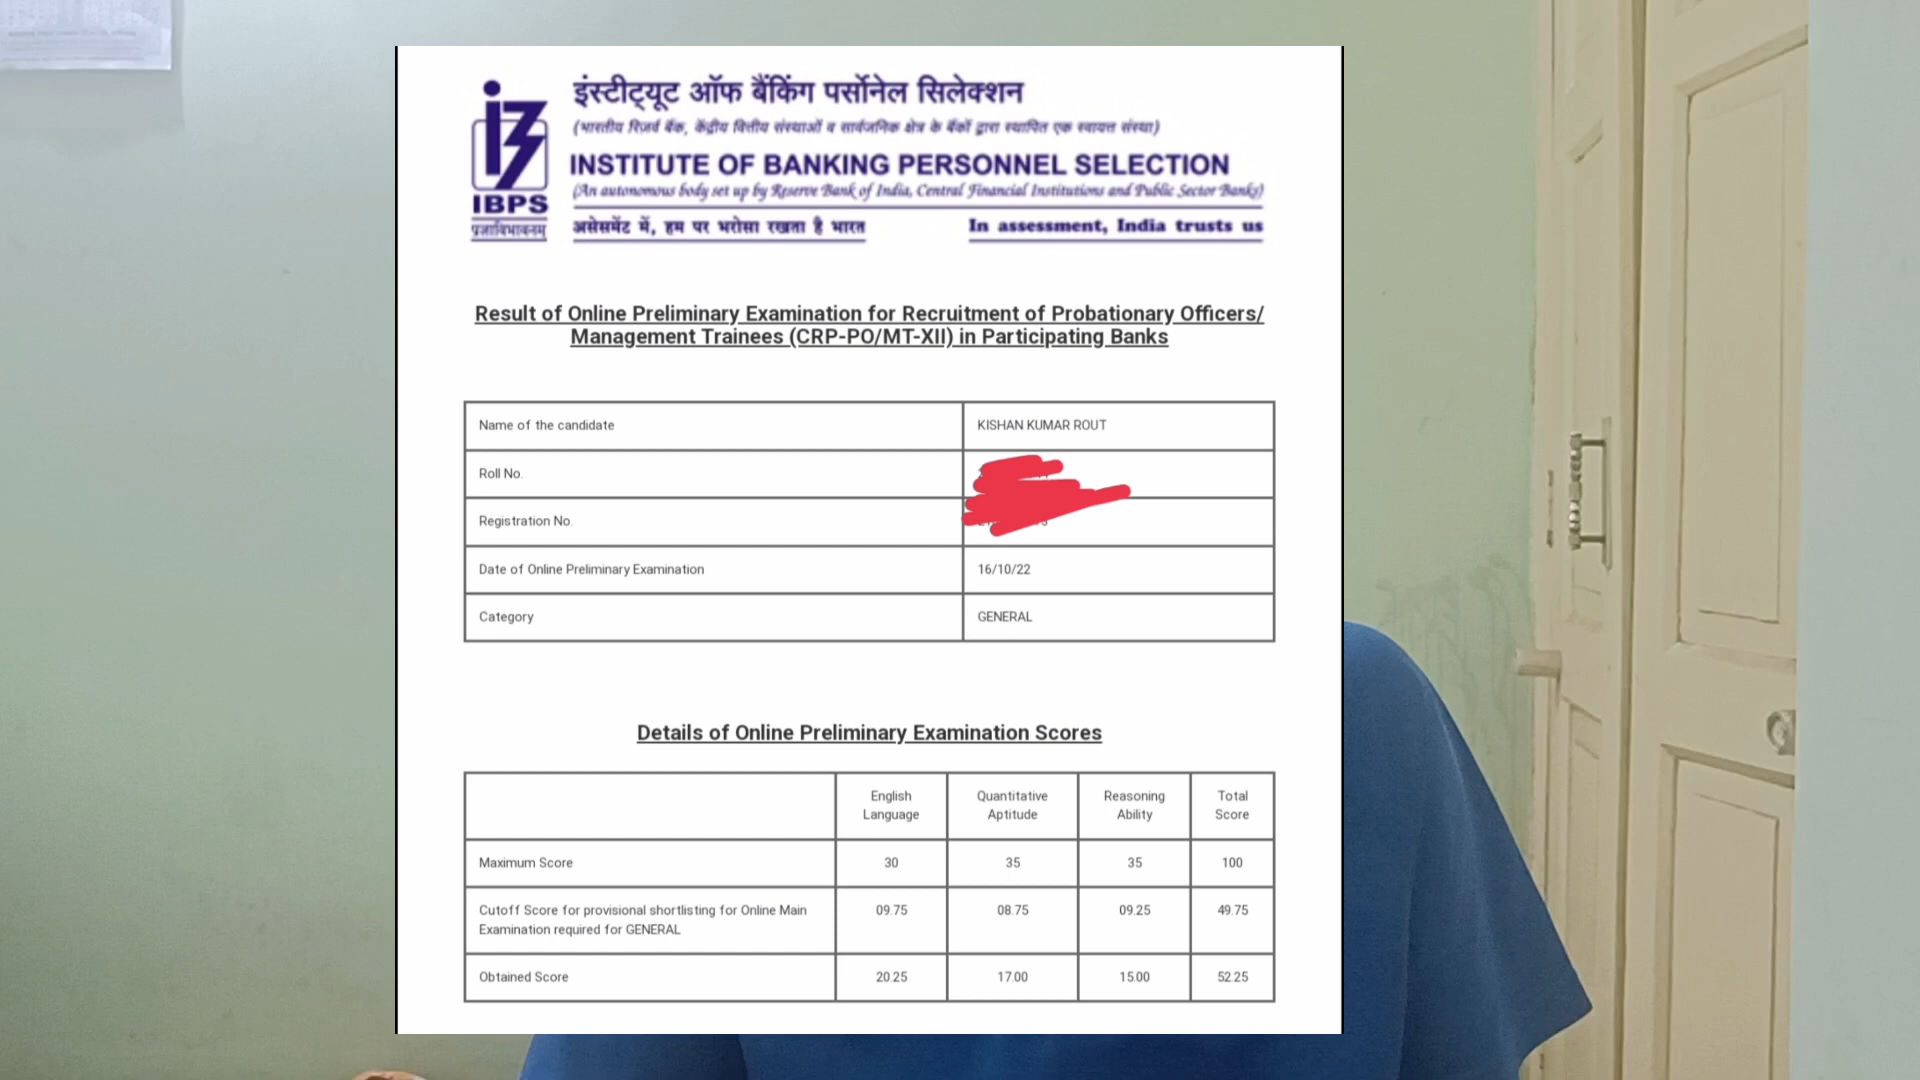 इंस्टीट्यूट ऑफ बैंकिंग पर्सोनेल सिलेक्शन
(भारतीय रिज़र्व बैंक, केंद्रीय वित्तीय संस्थाओं व सार्वजनिक क्षेत्र के बैंकों द्वारा स्थापित एक स्वायत्त संस्था)
INSTITUTE OF BANKING PERSONNEL SELECTION
(An autonomous body set up by Reserve Bank of India, Central Financial Institutions and Public Sector Banks)
IBPS
असेसमेंट में, हम पर भरोसा रखता है भारत In assessment, India trusts us
Result of Online Preliminary Examination for Recruitment of Probationary Officers/
Management Trainees (CRP-PO/MT-XII) in Participating Banks
Name of the candidate KISHAN KUMAR ROUT
Roll No.
Registration No.
Date of Online Preliminary Examination 16/10/22
Category GENERAL
Details of Online Preliminary Examination Scores
English Quantitative Reasoning Total
Language Aptitude Ability Score
Maximum Score 30 35 35 100
Cutoff Score for provisional shortlisting for Online Main 09.75 08.75 09.25 49.75
Examination required for GENERAL
Obtained Score 20.25 17.00 15.00 52.25